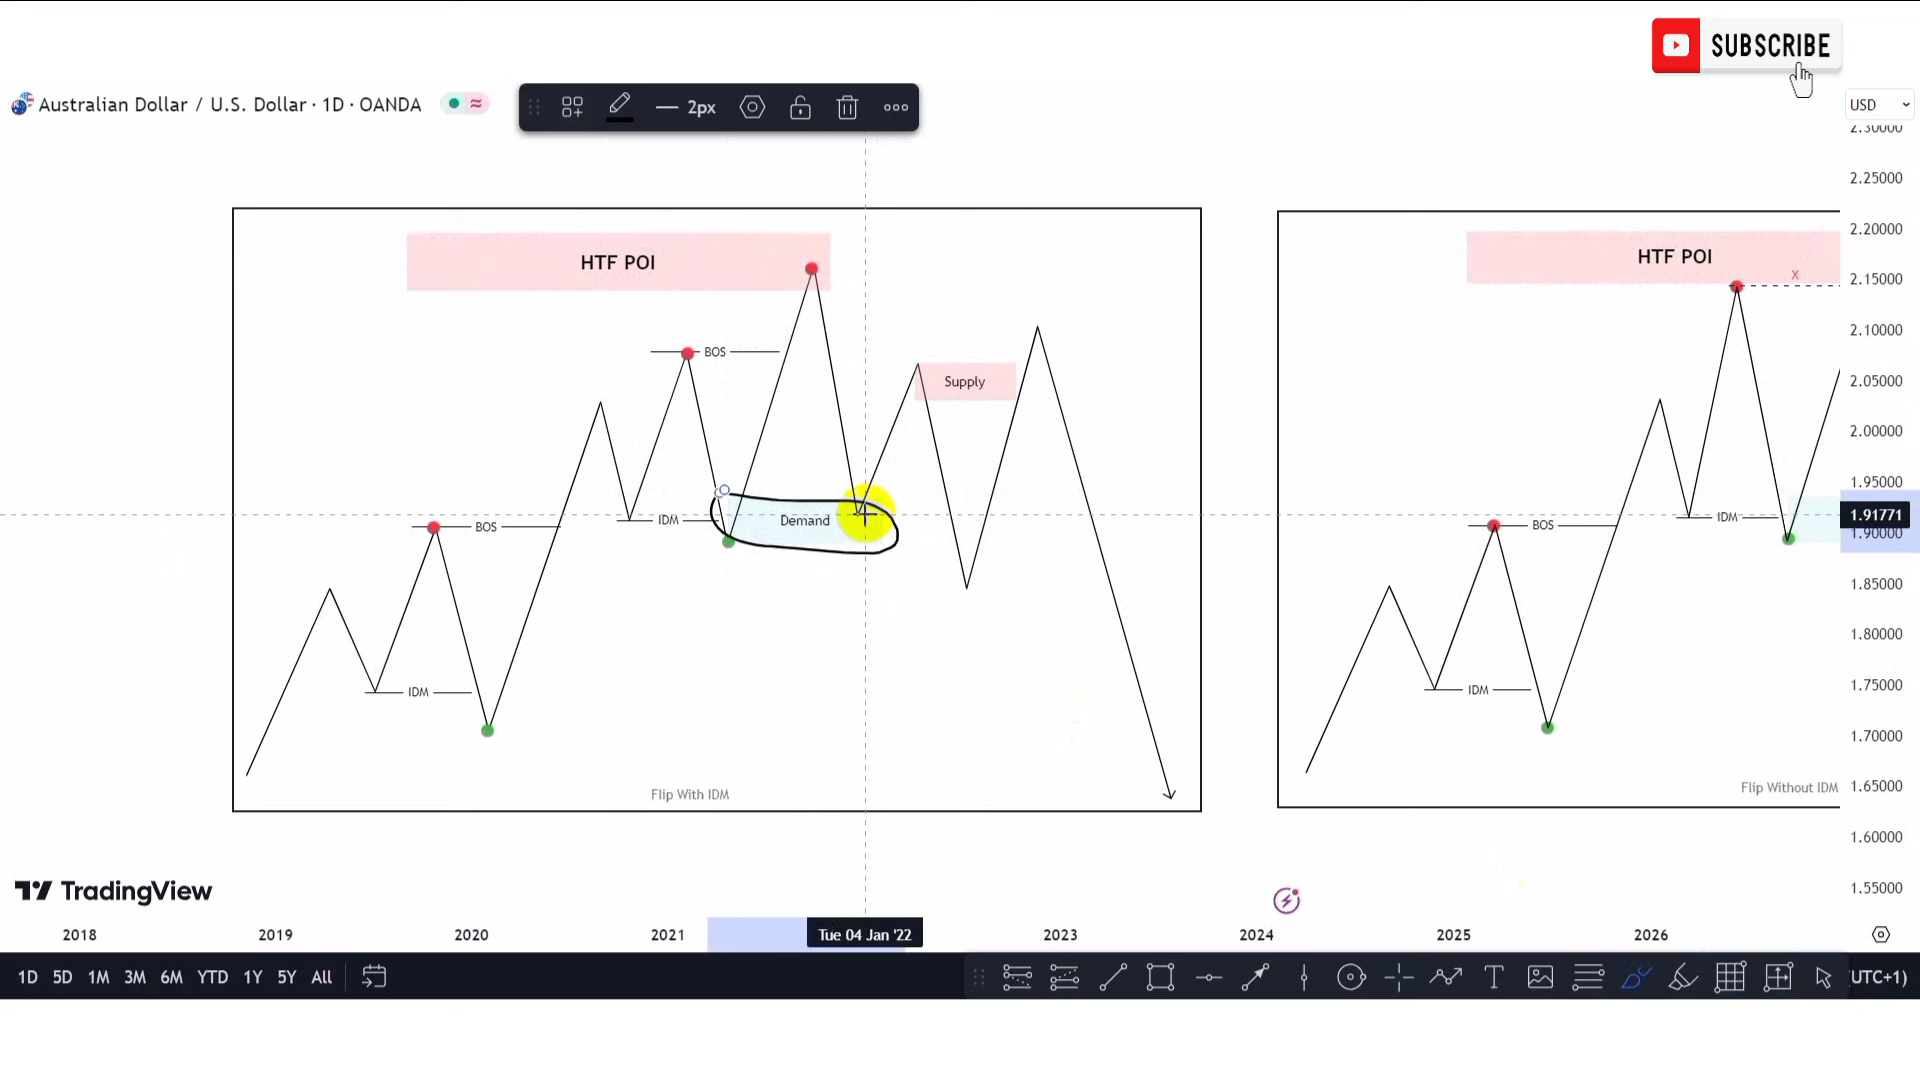 SUBSCRIBE
Australian Dollar / U.S. Dollar · 1D · OANDA
2px
USD
2.30000
2.25000
2.20000
2.15000
2.10000
2.05000
2.00000
1.95000
1.91771
1.90000
1.85000
1.80000
1.75000
1.70000
1.65000
1.60000
1.55000
HTF POI
BOS
Supply
IDM
Demand
BOS
IDM
Flip With IDM
HTF POI
X
IDM
BOS
IDM
Flip Without IDM
TradingView
2018
2019
2020
2021
Tue 04 Jan '22
2023
2024
2025
2026
1D 5D 1M 3M 6M YTD 1Y 5Y All
UTC+1)